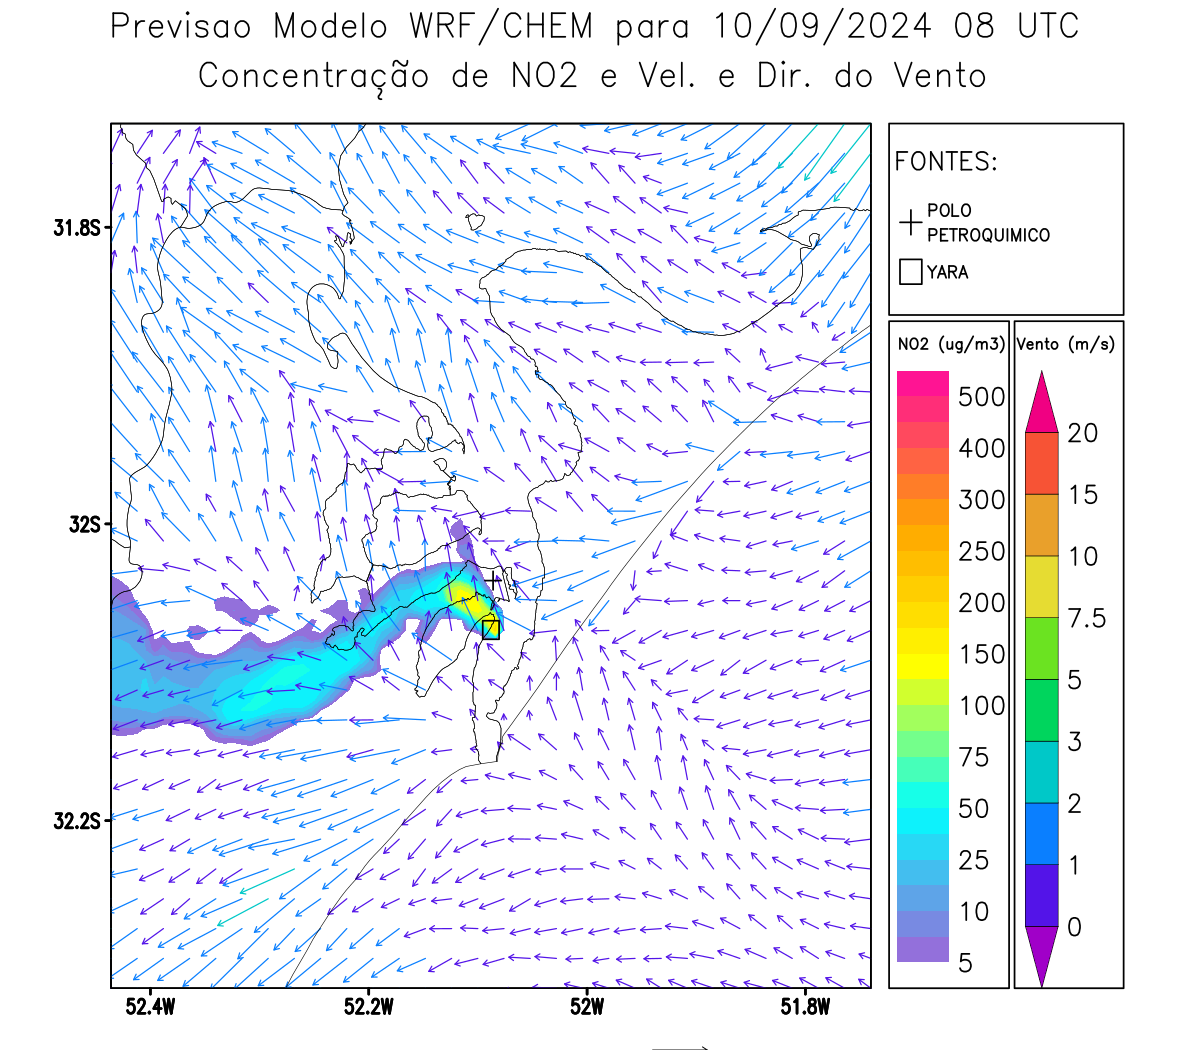 Previsao Modelo WRF/CHEM para 10/09/2024 08 UTC
Concentração de NO2 e Vel. e Dir. do Vento
FONTES:
POLO
PETROQUIMICO
YARA
NO2 (ug/m3)
500
400
300
250
200
150
100
75
50
25
10
5
Vento (m/s)
20
15
10
7.5
5
3
2
1
0
31.8S
32S
32.2S
52.4W
52.2W
52W
51.8W